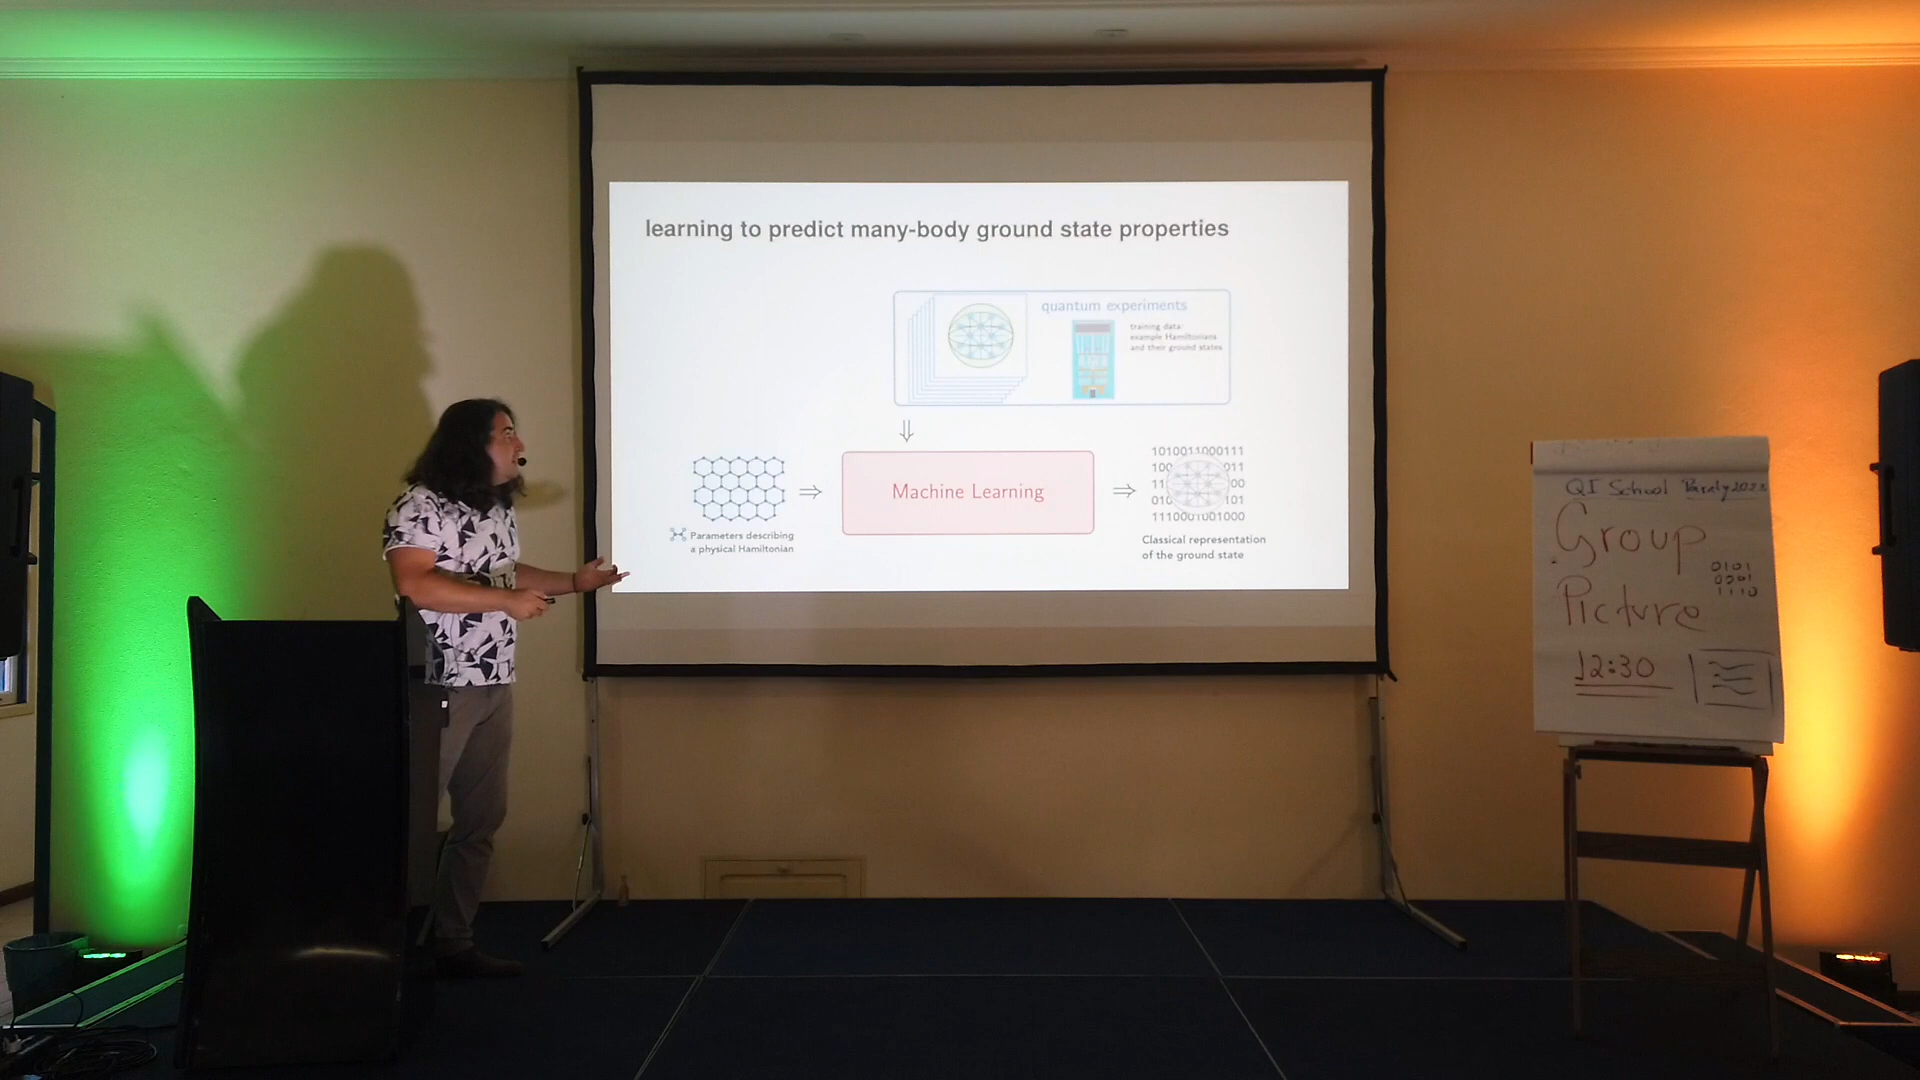 learning to predict many-body ground state properties
quantum experiments
training data:
example Hamiltonians
and their ground states
1010011000111
100 011
11 00
010 101
1110001001000
Machine Learning
Parameters describing
a physical Hamiltonian
Classical representation
of the ground state
QI School
Group
Picture
0101
0001
1110
12:30